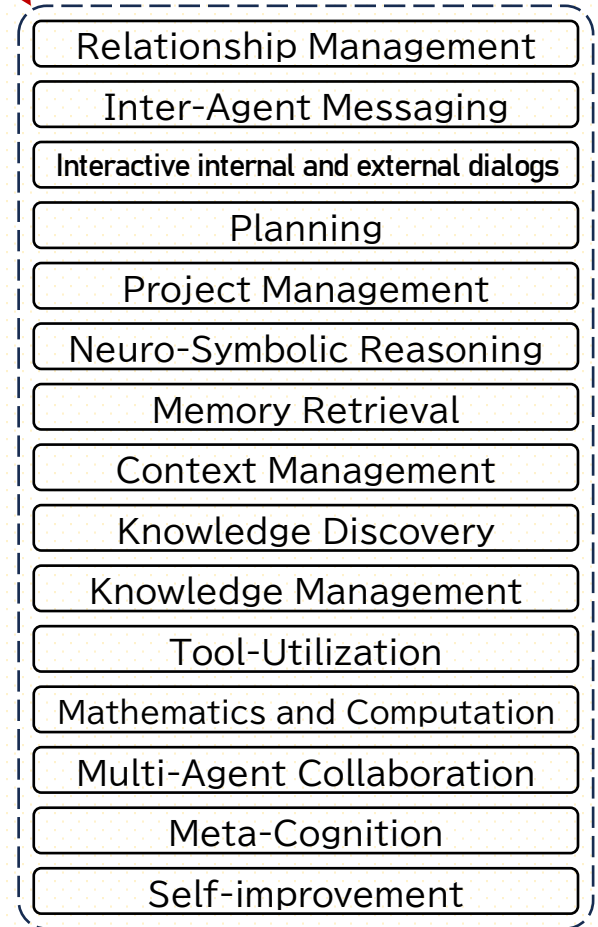 Relationship Management
Inter-Agent Messaging
Interactive internal and external dialogs
Planning
Project Management
Neuro-Symbolic Reasoning
Memory Retrieval
Context Management
Knowledge Discovery
Knowledge Management
Tool-Utilization
Mathematics and Computation
Multi-Agent Collaboration
Meta-Cognition
Self-improvement